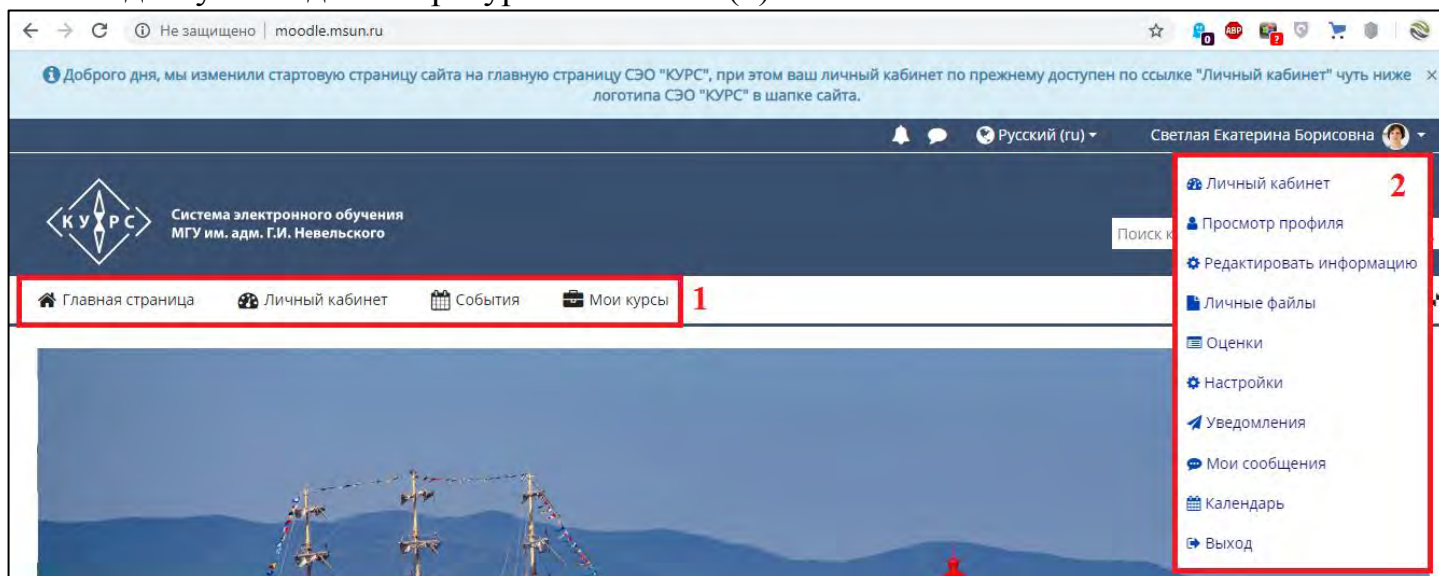 Не защищено | moodle.msun.ru
0
ABP
?
Доброго дня, мы изменили стартовую страницу сайта на главную страницу СЭО "КУРС", при этом ваш личный кабинет по прежнему доступен по ссылке "Личный кабинет" чуть ниже ×
логотипа СЭО "КУРС" в шапке сайта.
Русский (ru)
Светлая Екатерина Борисовна
КУРС
Система электронного обучения
МГУ им. адм. Г.И. Невельского
Поиск к
Главная страница
Личный кабинет
События
Мои курсы
1
Личный кабинет
2
Просмотр профиля
Редактировать информацию
Личные файлы
Оценки
Настройки
Уведомления
Мои сообщения
Календарь
Выход